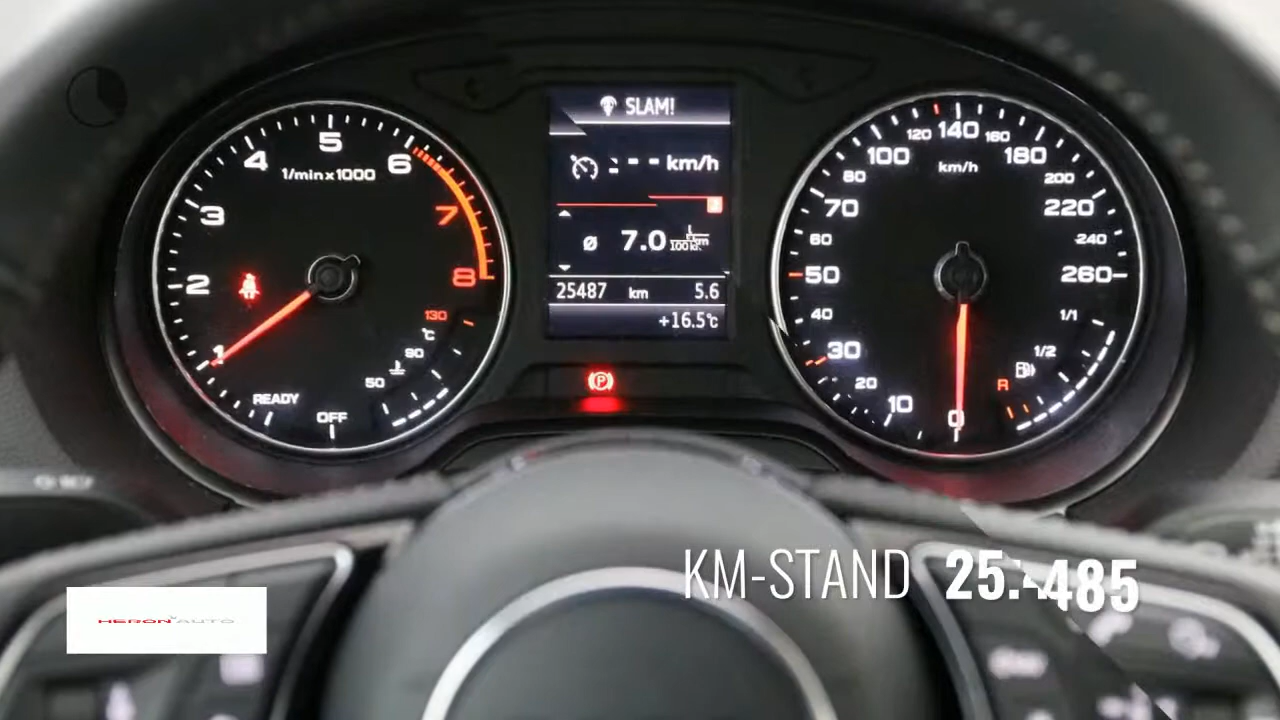 SLAM!
km/h
Ø 7.0
25487 km 5.6
+16.5°C
1/min x 1000
1 2 3 4 5 6 7 8
READY
OFF
50 90 130
°C
km/h
0 10 20 30 40 50 60 70 80 100 120 140 160 180 200 220 240 260
R 1/2 1/1
KM-STAND
HERON AUTO